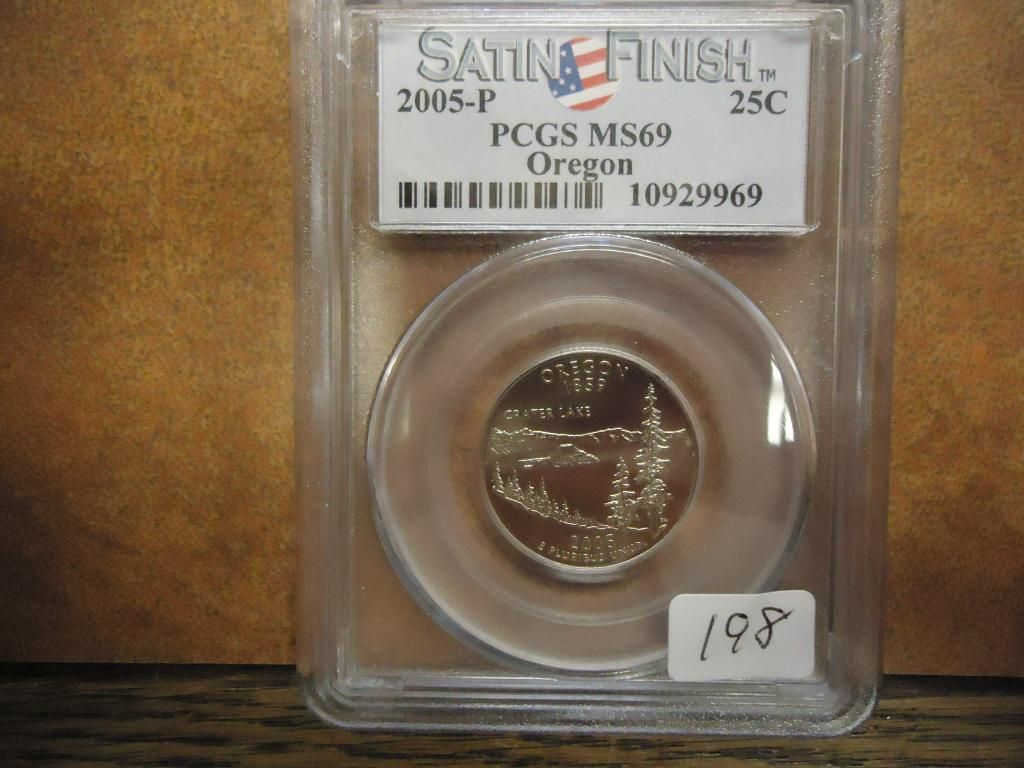 SATIN FINISH™
2005-P 25C
PCGS MS69
Oregon
10929969
OREGON
1859
CRATER LAKE
2005
E PLURIBUS UNUM
198